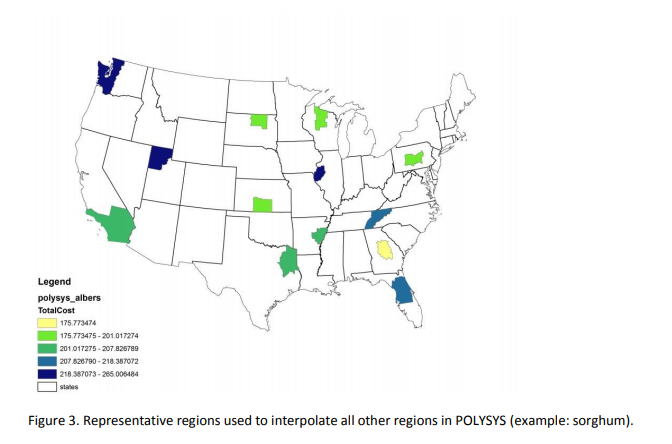 Legend
polysys_albers
TotalCost
175.773474
175.773475 - 201.017274
201.017275 - 207.826789
207.826790 - 218.387072
218.387073 - 265.006484
states
Figure 3. Representative regions used to interpolate all other regions in POLYSYS (example: sorghum).